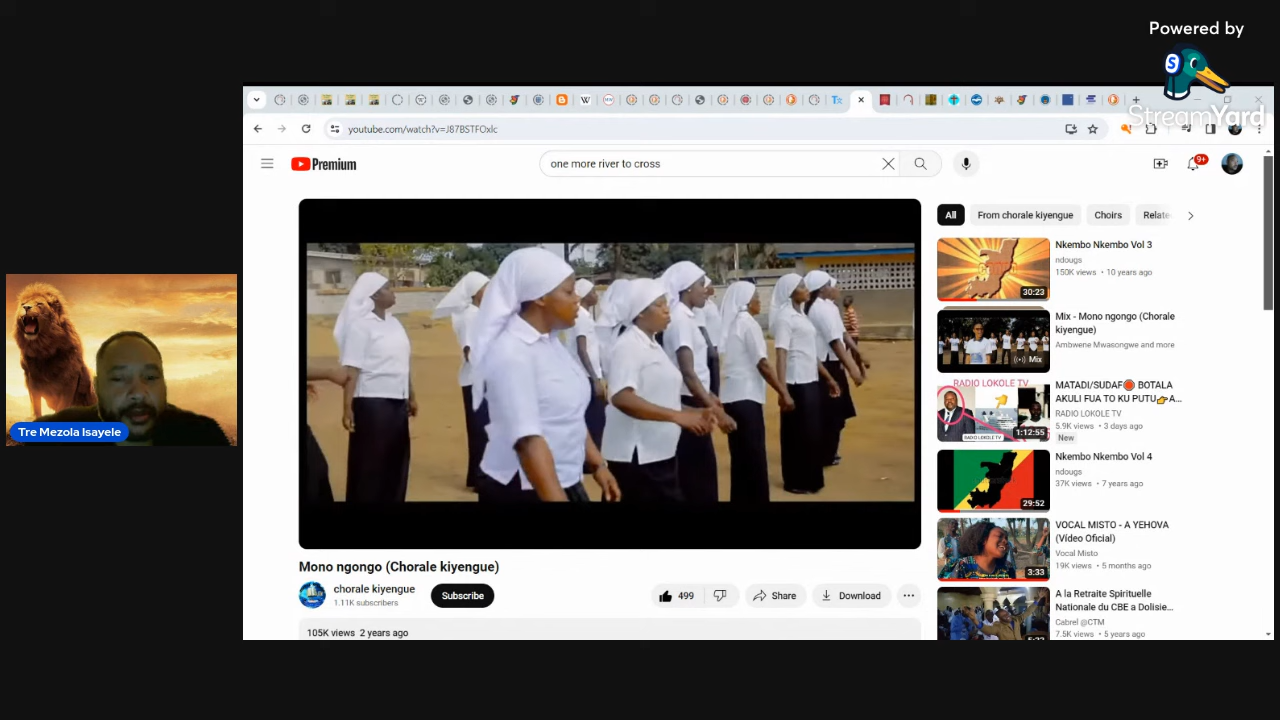 Powered by
StreamYard
youtube.com/watch?v=J87BSTFOxlc
Premium
one more river to cross
9+
All
From chorale kiyengue
Choirs
Relate
Nkembo Nkembo Vol 3
ndougs
150K views • 10 years ago
30:23
Mix - Mono ngongo (Chorale
kiyengue)
Ambwene Mwasongwe and more
Mix
RADIO LOKOLE TV
MATADI/SUDAF🔴 BOTALA
AKULI FUA TO KU PUTU👉A...
RADIO LOKOLE TV
5.9K views • 3 days ago
New
1:12:55
Nkembo Nkembo Vol 4
ndougs
37K views • 7 years ago
29:52
VOCAL MISTO - A YEHOVA
(Vídeo Oficial)
Vocal Misto
19K views • 5 months ago
3:33
A la Retraite Spirituelle
Nationale du CBE a Dolisie...
Cabrel @CTM
7.5K views • 5 years ago
Tre Mezola Isayele
Mono ngongo (Chorale kiyengue)
chorale kiyengue
1.11K subscribers
Subscribe
499
Share
Download
105K views 2 years ago